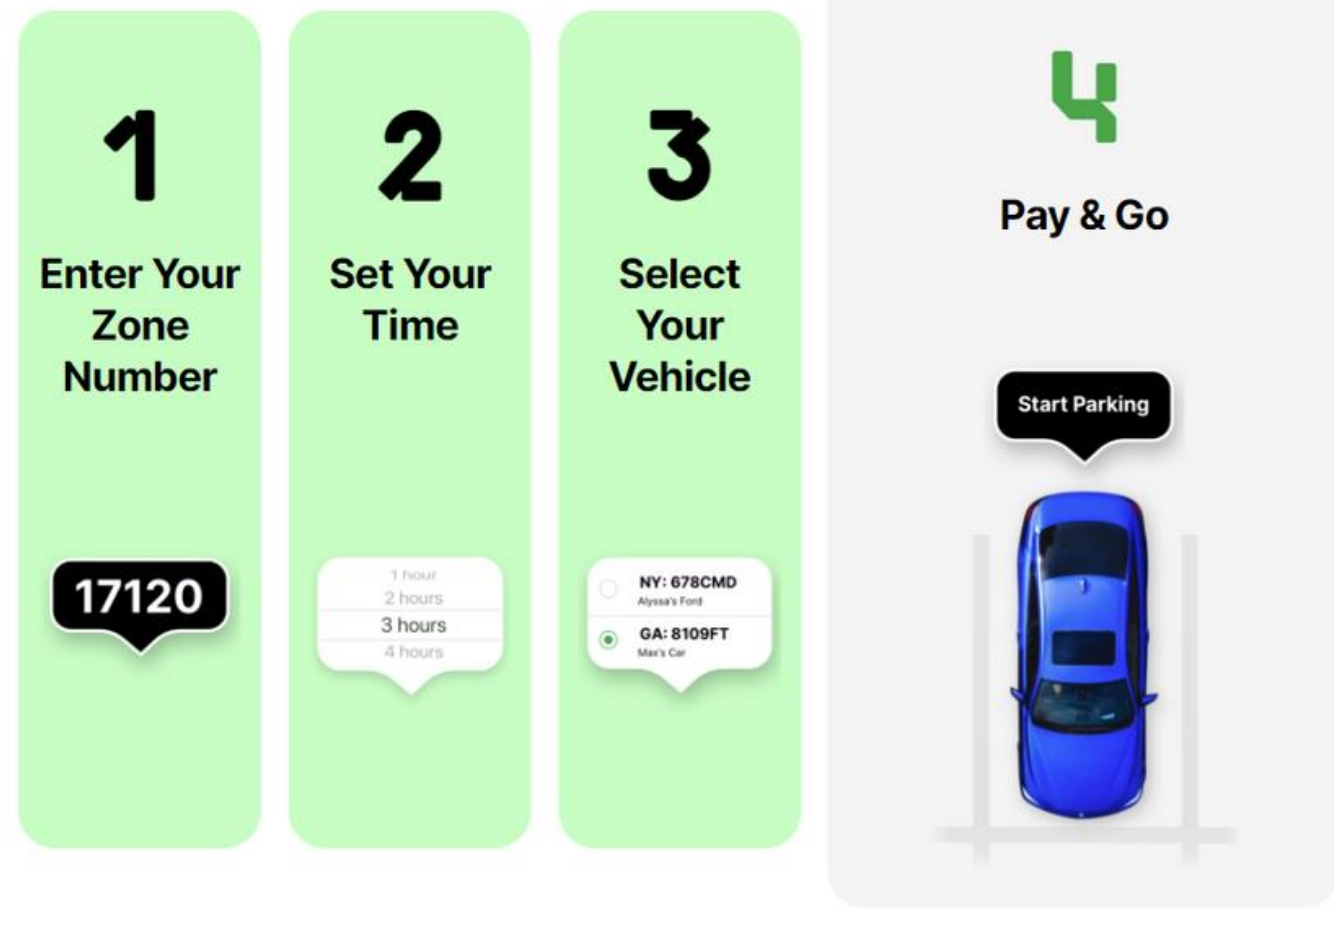 1
Enter Your
Zone
Number
17120
2
Set Your
Time
1 hour
2 hours
3 hours
4 hours
3
Select
Your
Vehicle
NY: 678CMD
Alyssa's Ford
GA: 8109FT
Max's Car
4
Pay & Go
Start Parking